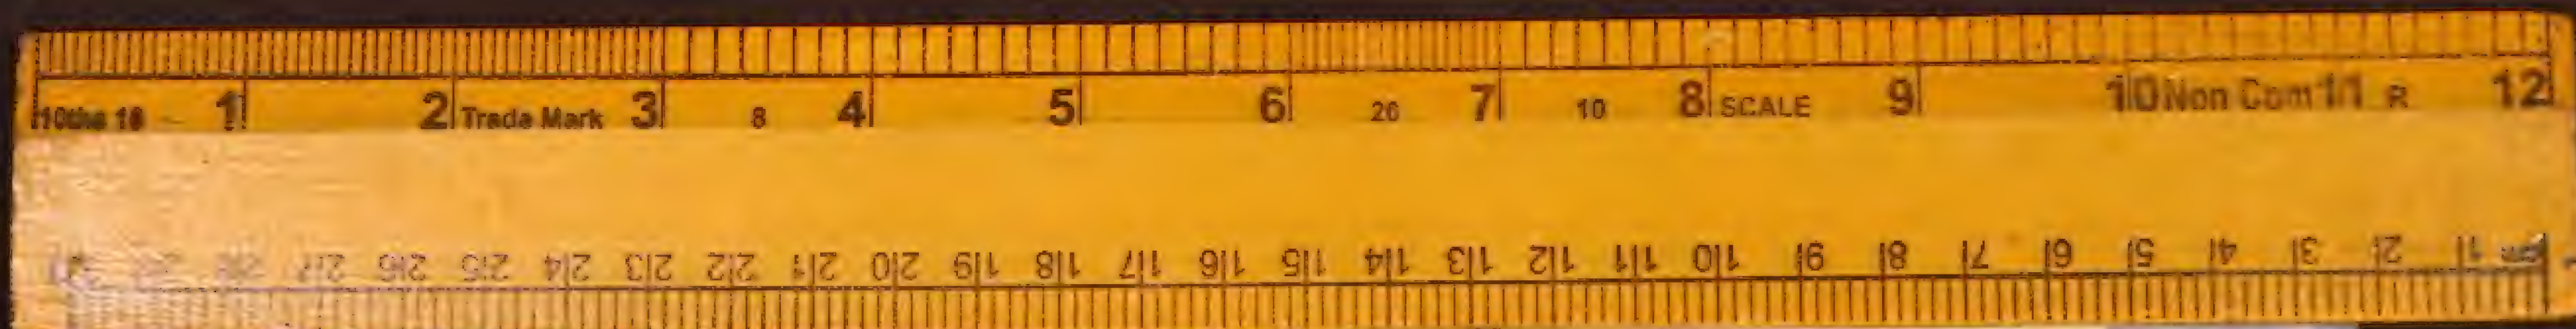 10ths 16 1 2 Trade Mark 3 8 4 5 6 20 7 10 8 SCALE 9 10 Non Com 11 R 12
27 26 25 24 23 22 21 20 19 18 17 16 15 14 13 12 11 10 9 8 7 6 5 4 3 2 1